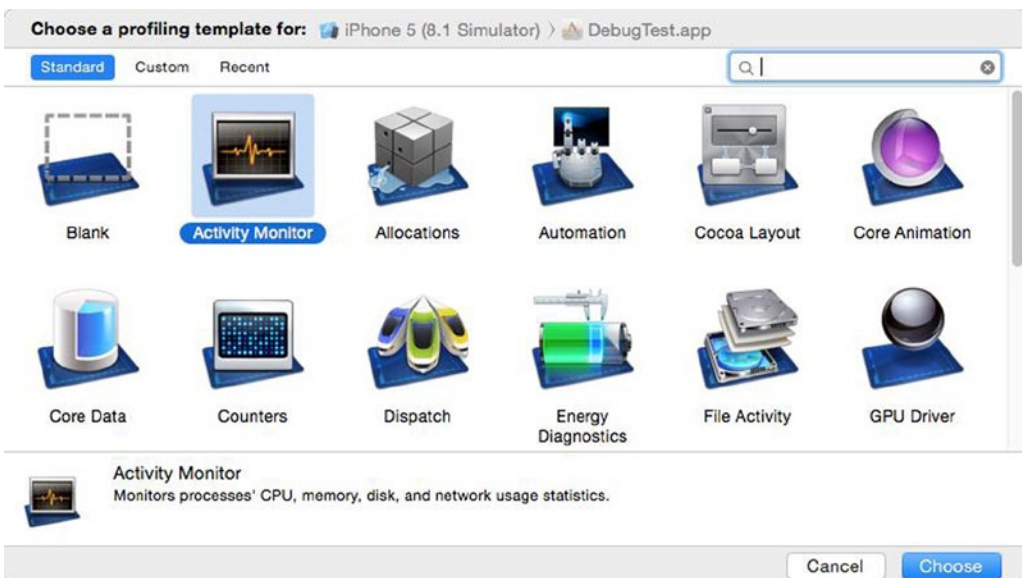 Choose a profiling template for: iPhone 5 (8.1 Simulator) 〉 DebugTest.app
Standard Custom Recent
Blank Activity Monitor Allocations Automation Cocoa Layout Core Animation
Core Data Counters Dispatch Energy Diagnostics File Activity GPU Driver
Activity Monitor
Monitors processes' CPU, memory, disk, and network usage statistics.
Cancel Choose